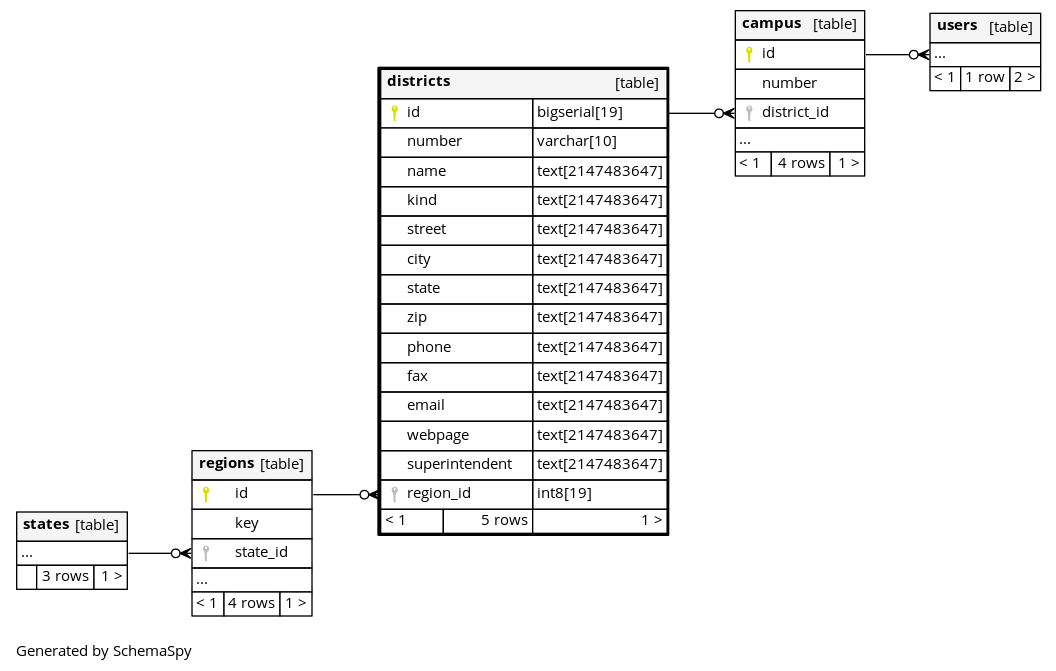 campus [table]
id
number
district_id
...
< 1 4 rows 1 >
users [table]
...
< 1 1 row 2 >
districts [table]
id bigserial[19]
number varchar[10]
name text[2147483647]
kind text[2147483647]
street text[2147483647]
city text[2147483647]
state text[2147483647]
zip text[2147483647]
phone text[2147483647]
fax text[2147483647]
email text[2147483647]
webpage text[2147483647]
superintendent text[2147483647]
region_id int8[19]
< 1 5 rows 1 >
regions [table]
id
key
state_id
...
< 1 4 rows 1 >
states [table]
...
3 rows 1 >
Generated by SchemaSpy